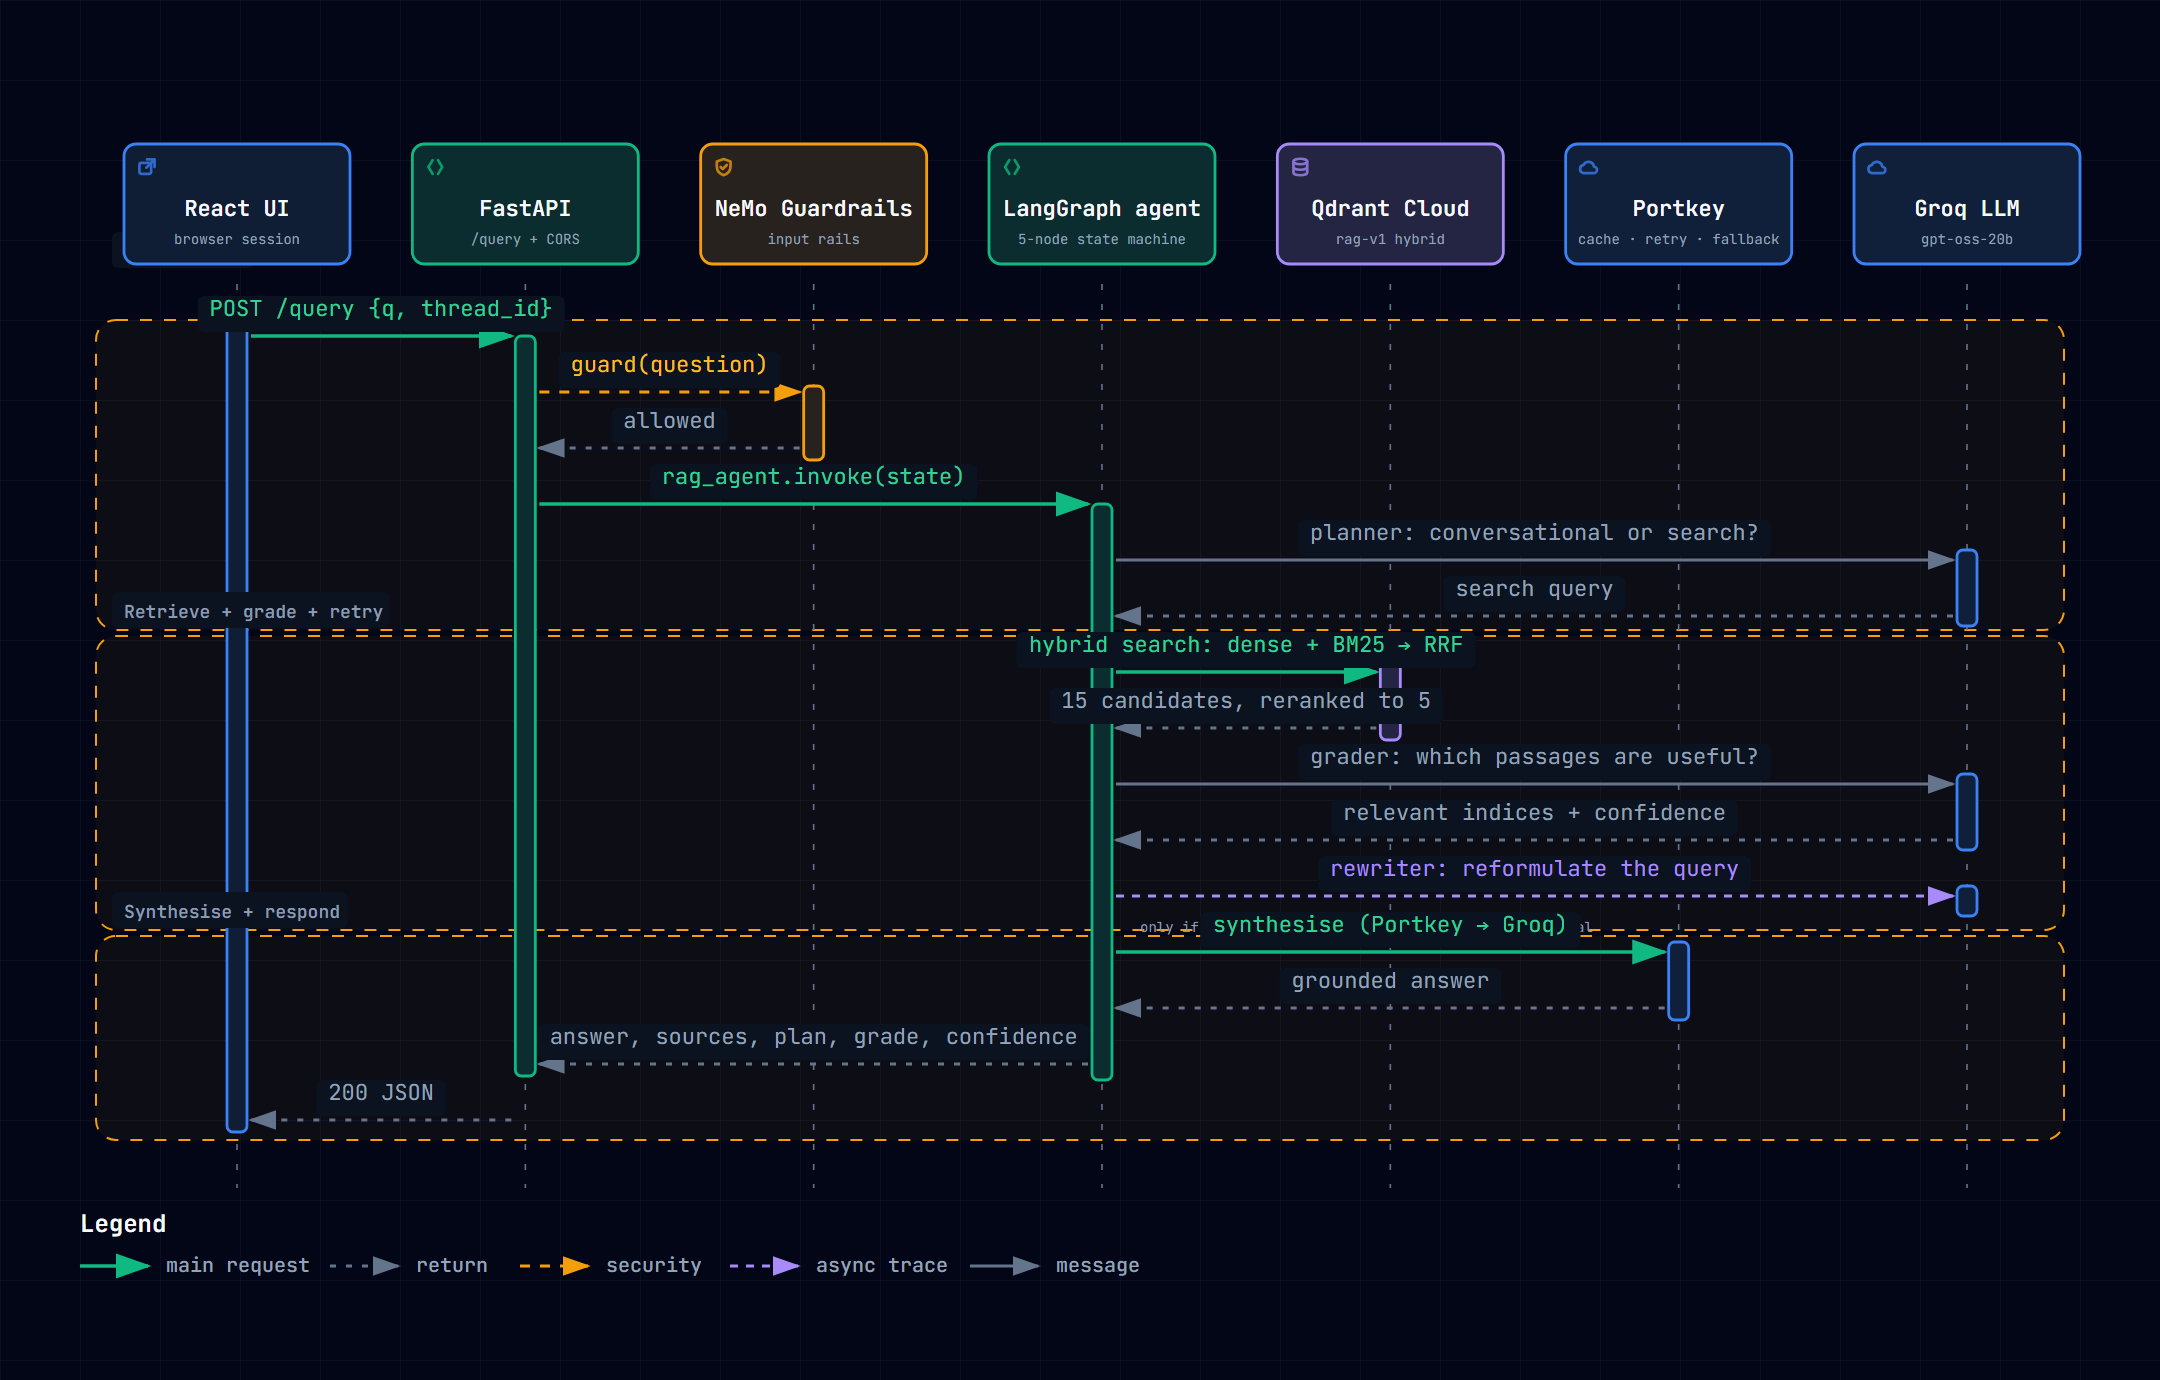 React UI
browser session
FastAPI
/query + CORS
NeMo Guardrails
input rails
LangGraph agent
5-node state machine
Qdrant Cloud
rag-v1 hybrid
Portkey
cache · retry · fallback
Groq LLM
gpt-oss-20b
POST /query {q, thread_id}
guard(question)
allowed
rag_agent.invoke(state)
planner: conversational or search?
search query
Retrieve + grade + retry
hybrid search: dense + BM25 → RRF
15 candidates, reranked to 5
grader: which passages are useful?
relevant indices + confidence
rewriter: reformulate the query
Synthesise + respond
only if
synthesise (Portkey → Groq)
grounded answer
answer, sources, plan, grade, confidence
200 JSON
Legend
main request
return
security
async trace
message